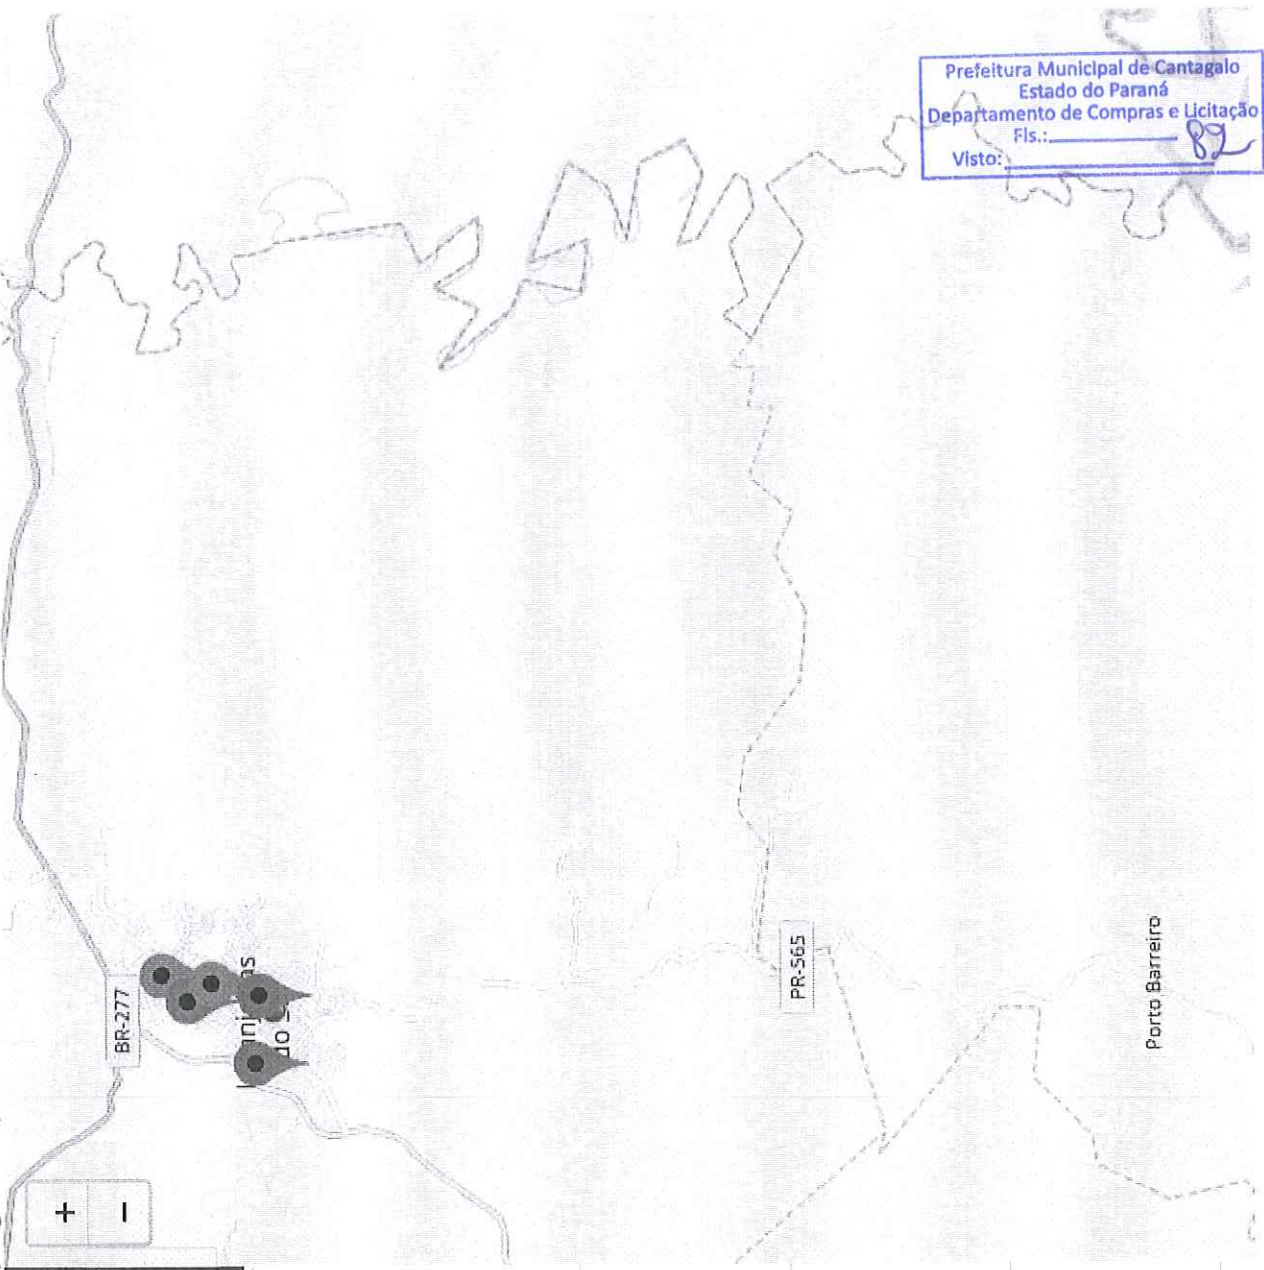 Prefeitura Municipal de Cantagalo
Estado do Paraná
Departamento de Compras e Licitação
Fls.: 82
Visto:
BR-277
PR-565
Porto Barreiro
+
−